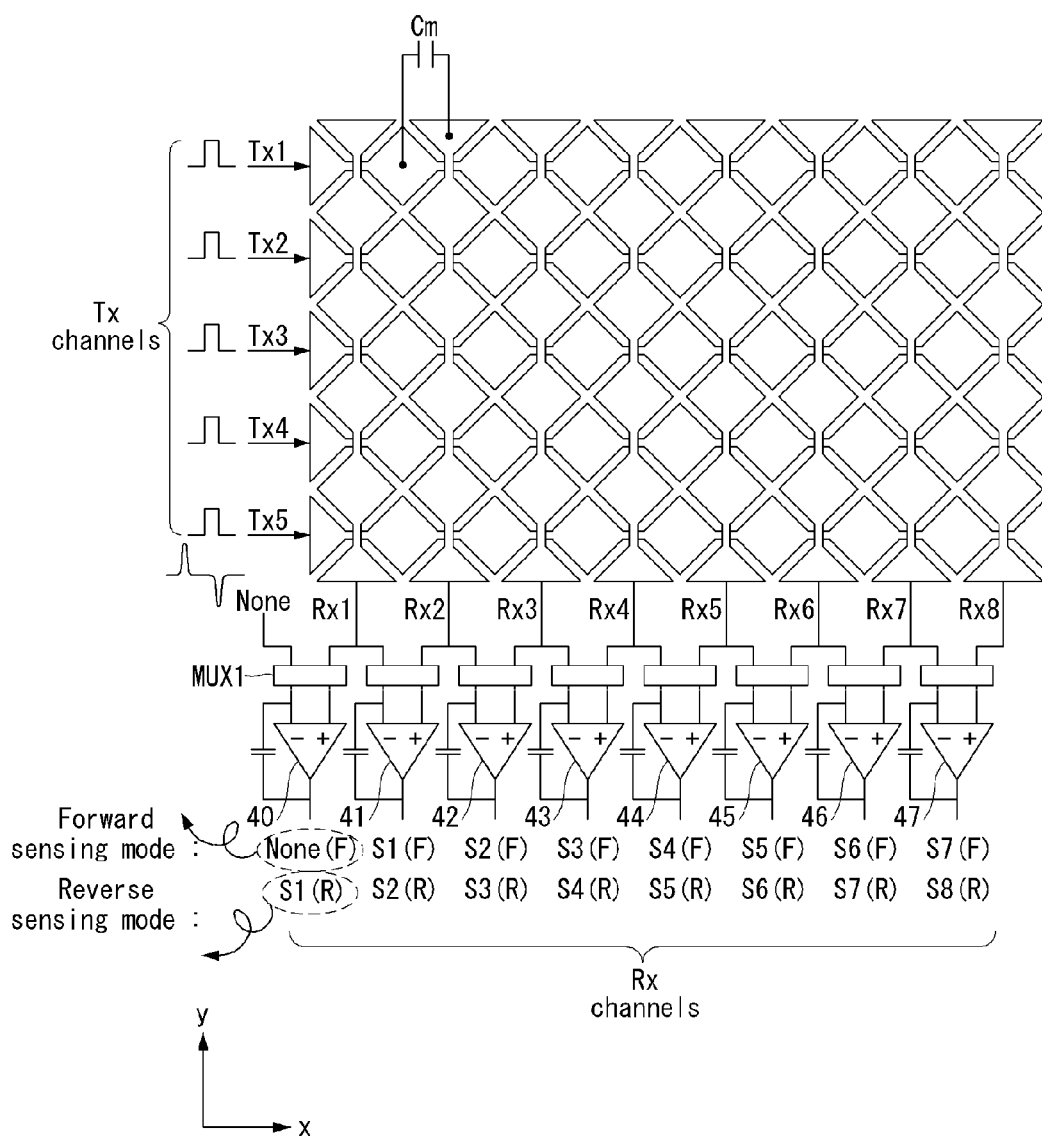 Cm
Tx1
Tx2
Tx
channels
Tx3
Tx4
Tx5
None Rx1 Rx2 Rx3 Rx4 Rx5 Rx6 Rx7 Rx8
MUX1
- + - + - + - + - + - + - + - +
40 41 42 43 44 45 46 47
Forward
sensing mode : None(F) S1(F) S2(F) S3(F) S4(F) S5(F) S6(F) S7(F)
Reverse
sensing mode : S1(R) S2(R) S3(R) S4(R) S5(R) S6(R) S7(R) S8(R)
Rx
channels
y
x